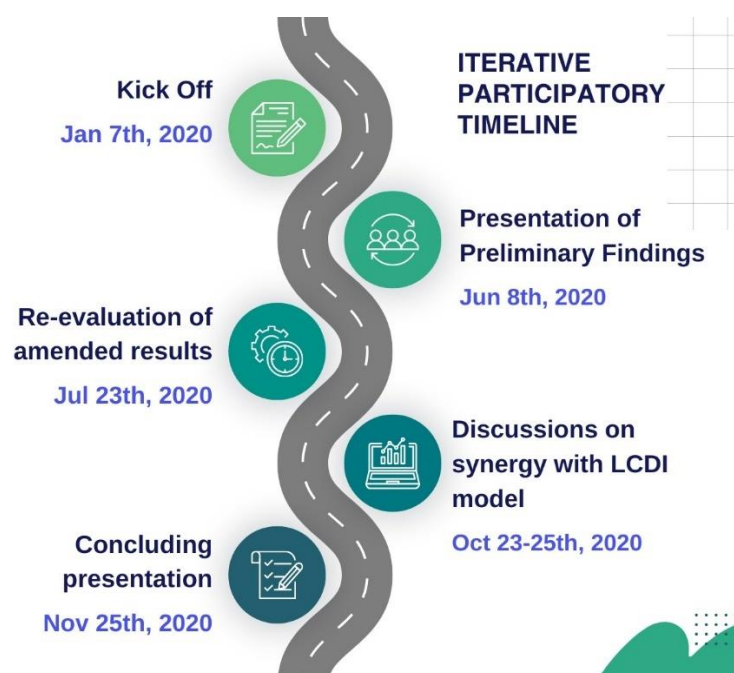 ITERATIVE
PARTICIPATORY
TIMELINE
Kick Off
Jan 7th, 2020
Presentation of
Preliminary Findings
Jun 8th, 2020
Re-evaluation of
amended results
Jul 23th, 2020
Discussions on
synergy with LCDI
model
Oct 23-25th, 2020
Concluding
presentation
Nov 25th, 2020